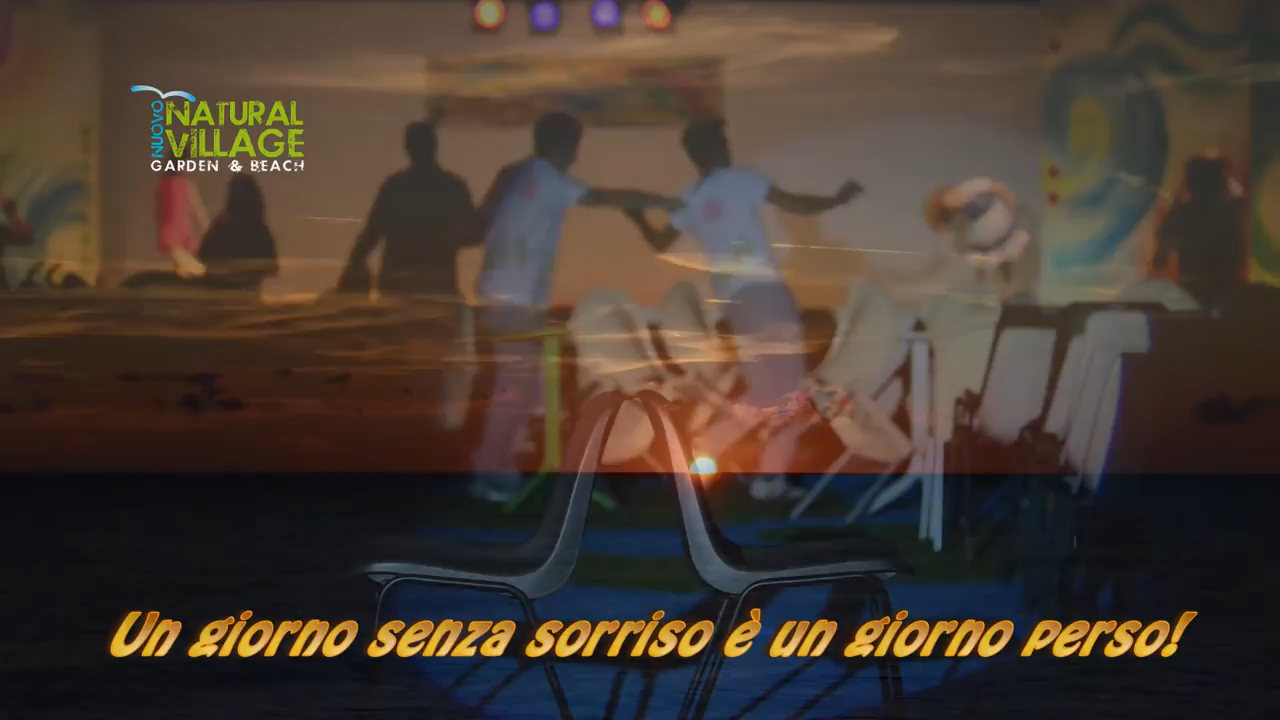 NUOVO
NATURAL
VILLAGE
GARDEN & BEACH
Un giorno senza sorriso è un giorno perso!